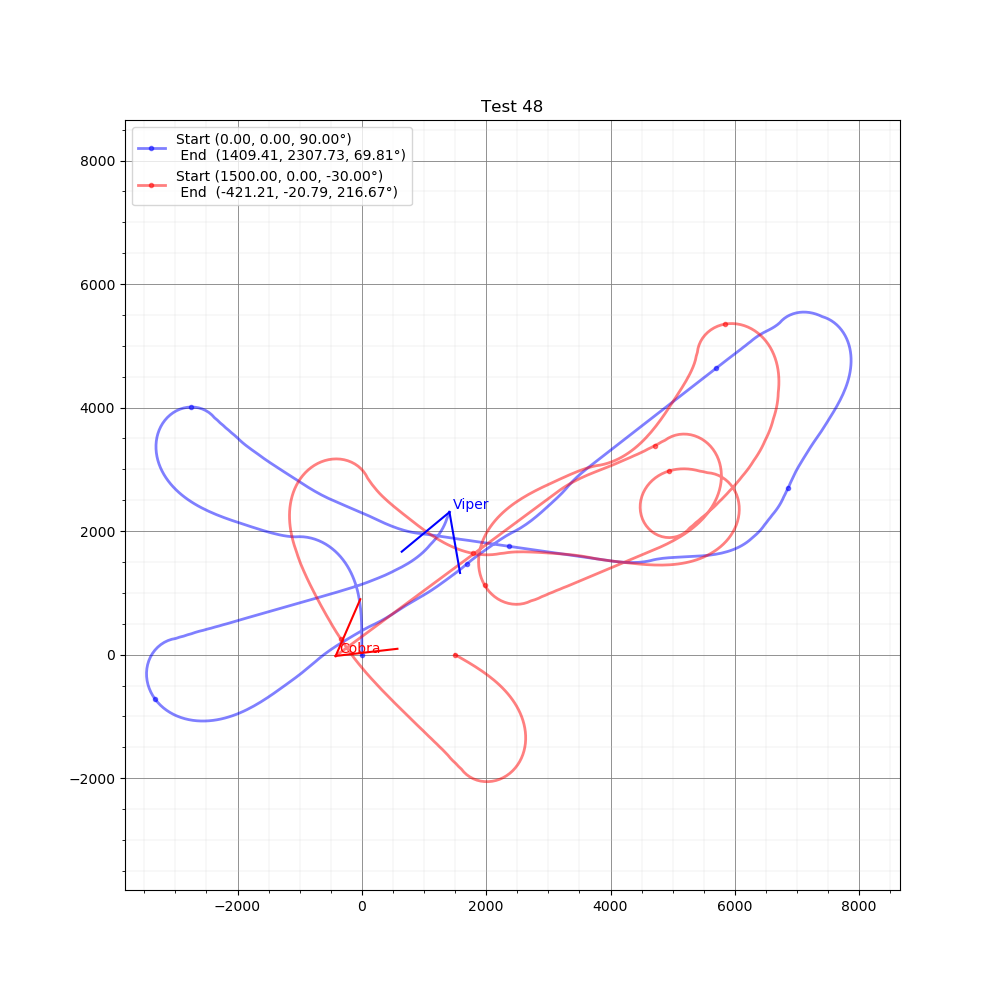 Test 48
Start (0.00, 0.00, 90.00°)
End (1409.41, 2307.73, 69.81°)
Start (1500.00, 0.00, -30.00°)
End (-421.21, -20.79, 216.67°)
8000
6000
4000
2000
0
−2000
Viper
Cobra
−2000 0 2000 4000 6000 8000